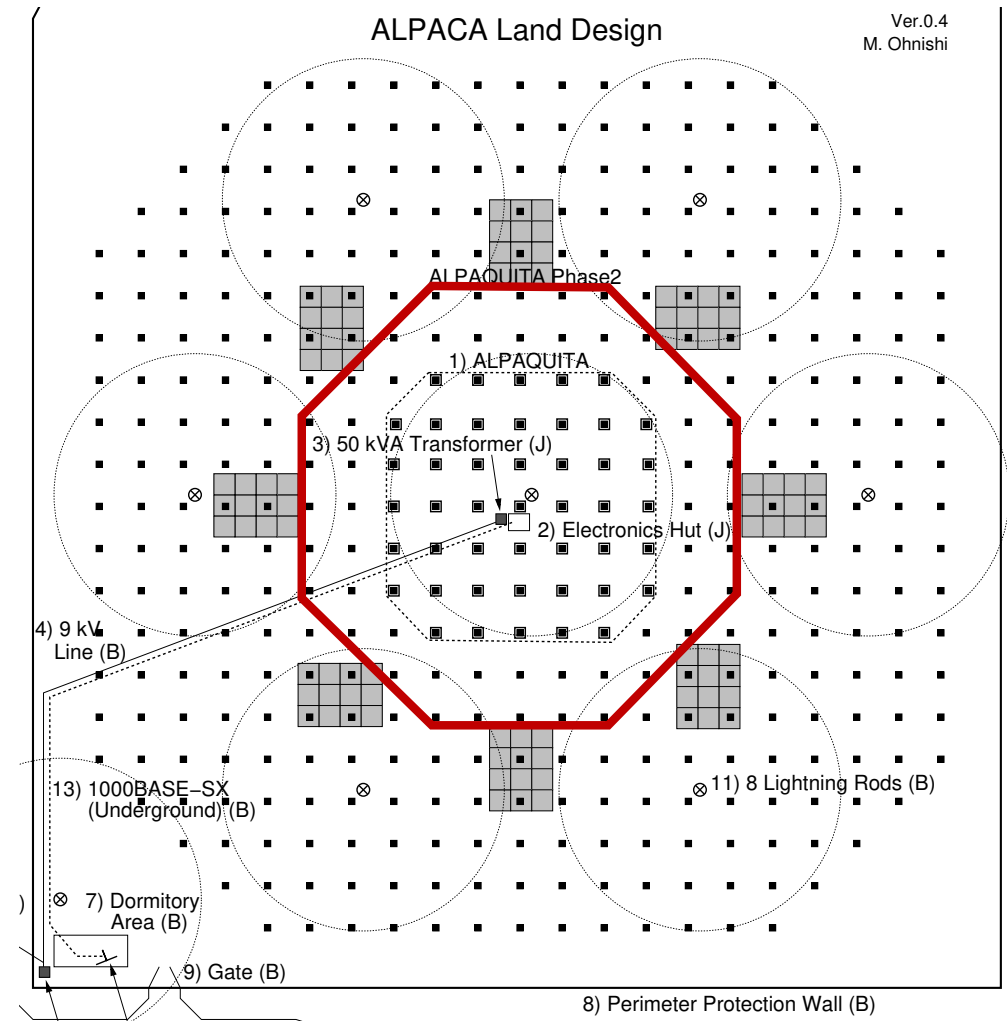 ALPACA Land Design
Ver.0.4
M. Ohnishi
ALPAQUITA Phase2
1) ALPAQUITA
3) 50 kVA Transformer (J)
2) Electronics Hut (J)
4) 9 kV
Line (B)
13) 1000BASE−SX
(Underground) (B)
11) 8 Lightning Rods (B)
)
7) Dormitory
Area (B)
9) Gate (B)
8) Perimeter Protection Wall (B)